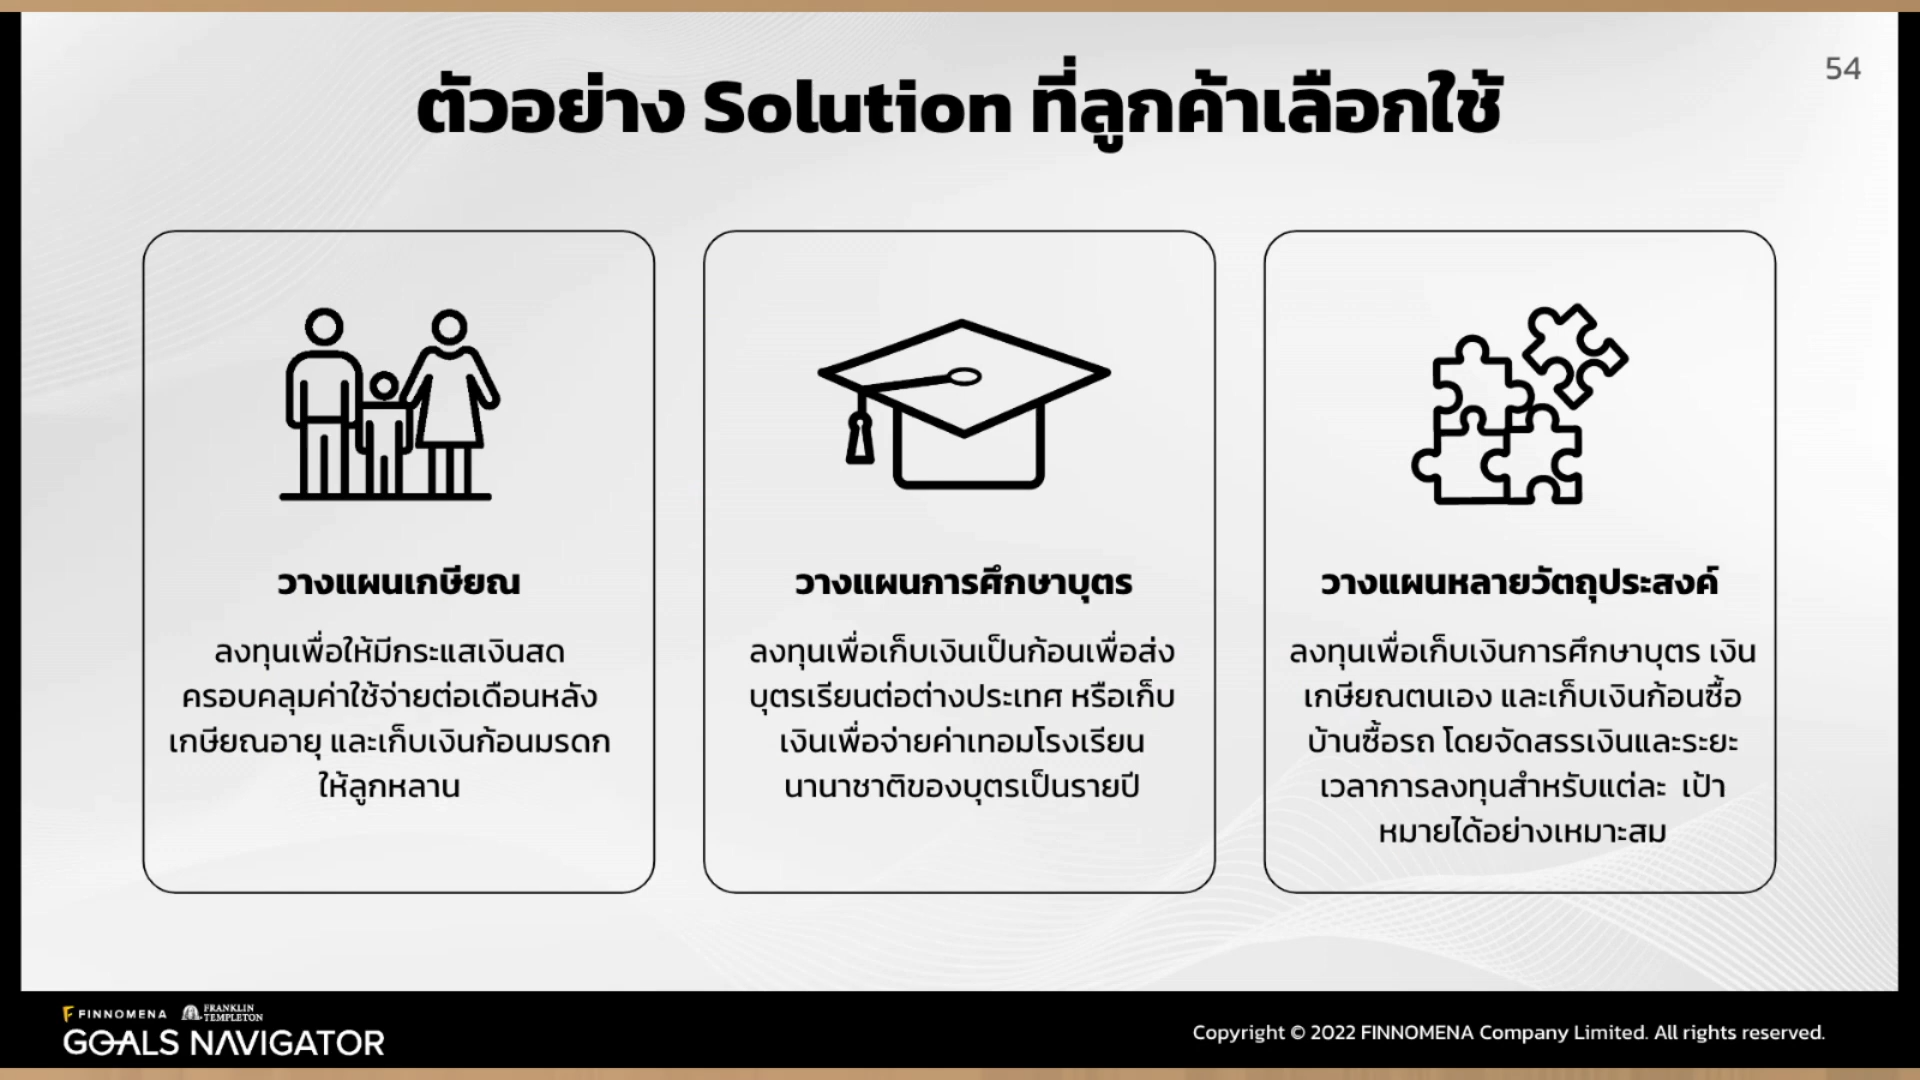 54
ตัวอย่าง Solution ที่ลูกค้าเลือกใช้
วางแผนเกษียณ
ลงทุนเพื่อให้มีกระแสเงินสด
ครอบคลุมค่าใช้จ่ายต่อเดือนหลัง
เกษียณอายุ และเก็บเงินก้อนมรดก
ให้ลูกหลาน
วางแผนการศึกษาบุตร
ลงทุนเพื่อเก็บเงินเป็นก้อนเพื่อส่ง
บุตรเรียนต่อต่างประเทศ หรือเก็บ
เงินเพื่อจ่ายค่าเทอมโรงเรียน
นานาชาติของบุตรเป็นรายปี
วางแผนหลายวัตถุประสงค์
ลงทุนเพื่อเก็บเงินการศึกษาบุตร เงิน
เกษียณตนเอง และเก็บเงินก้อนซื้อ
บ้านซื้อรถ โดยจัดสรรเงินและระยะ
เวลาการลงทุนสำหรับแต่ละ เป้า
หมายได้อย่างเหมาะสม
FINNOMENA
FRANKLIN
TEMPLETON
GOALS NAVIGATOR
Copyright © 2022 FINNOMENA Company Limited. All rights reserved.